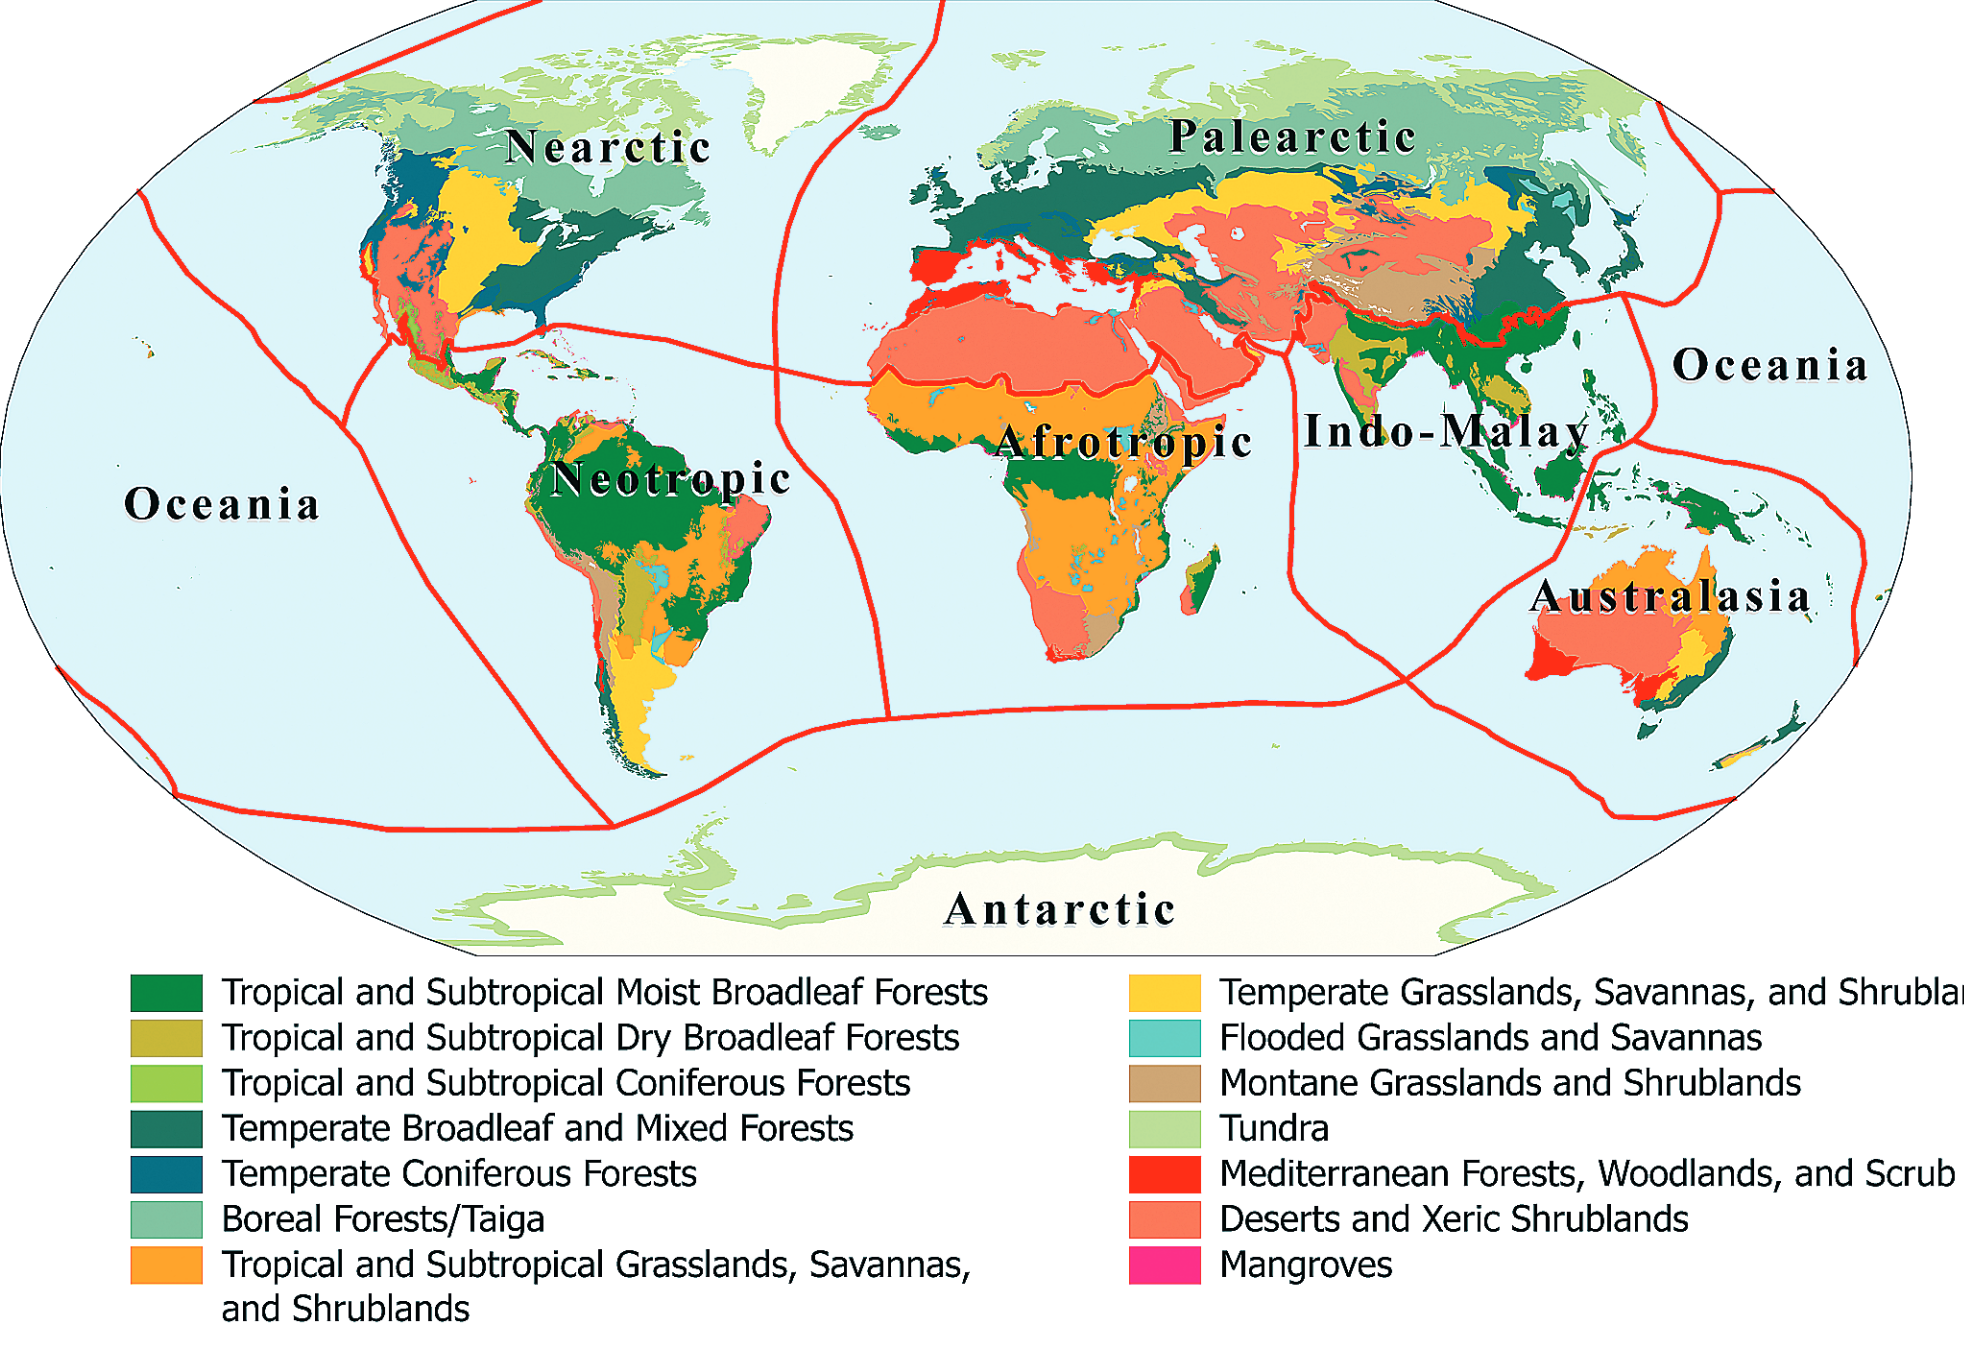 Nearctic
Palearctic
Oceania
Indo-Malay
Afrotropic
Neotropic
Oceania
Australasia
Antarctic
Tropical and Subtropical Moist Broadleaf Forests
Tropical and Subtropical Dry Broadleaf Forests
Tropical and Subtropical Coniferous Forests
Temperate Broadleaf and Mixed Forests
Temperate Coniferous Forests
Boreal Forests/Taiga
Tropical and Subtropical Grasslands, Savannas,
and Shrublands
Temperate Grasslands, Savannas, and Shrubla
Flooded Grasslands and Savannas
Montane Grasslands and Shrublands
Tundra
Mediterranean Forests, Woodlands, and Scrub
Deserts and Xeric Shrublands
Mangroves